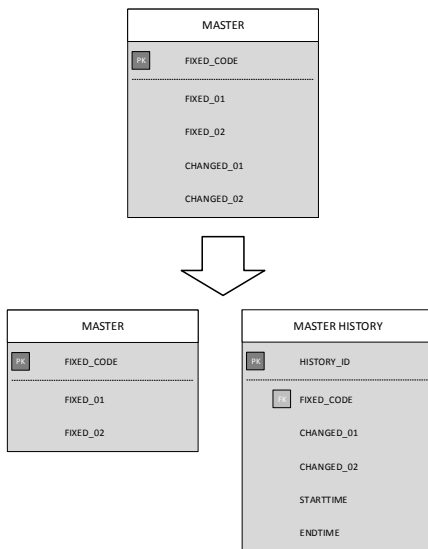 MASTER
PK FIXED_CODE
FIXED_01
FIXED_02
CHANGED_01
CHANGED_02
MASTER
PK FIXED_CODE
FIXED_01
FIXED_02
MASTER HISTORY
PK HISTORY_ID
FK FIXED_CODE
CHANGED_01
CHANGED_02
STARTTIME
ENDTIME